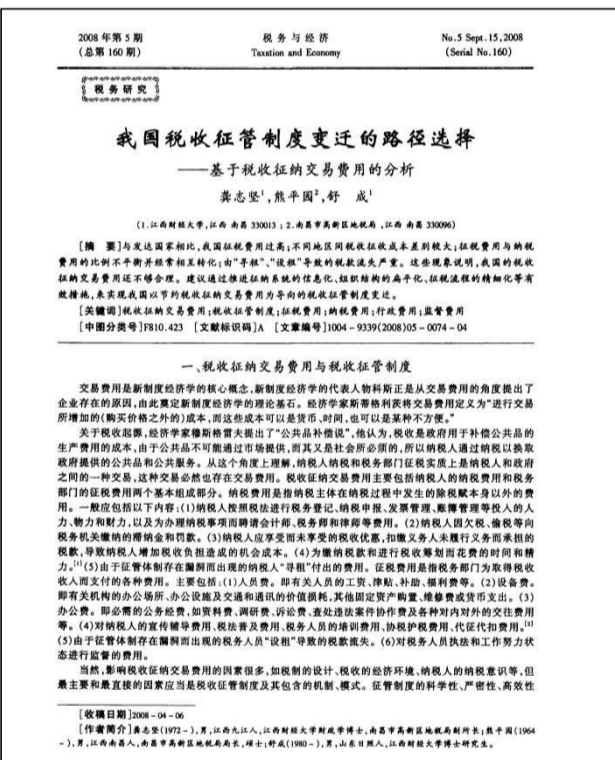 2008 年第 5 期
(总第 160 期)
税 务 与 经 济
Taxation and Economy
No.5 Sept.15,2008
(Serial No.160)
税 务 研 究
我国税收征管制度变迁的路径选择
——基于税收征纳交易费用的分析
龚志坚1,熊平园2,舒 成1
(1.江西财经大学,江西 南昌 330013;2.南昌市高新区地税局,江西 南昌 330096)
[摘 要]与发达国家相比,我国征税费用过高;不同地区间税收征收成本差别较大;征税费用与纳税
费用的比例不平衡并经常相互转化;由“寻租”、“设租”导致的税款流失严重。这些现象说明,我国的税收
征纳交易费用还不够合理。建议通过推进征纳系统的信息化、组织结构的扁平化、征税流程的精细化等有
效措施,来实现我国以节约税收征纳交易费用为导向的税收征管制度变迁。
[关键词]税收征纳交易费用;税收征管制度;征税费用;纳税费用;行政费用;监督费用
[中图分类号]F810.423 [文献标识码]A [文章编号]1004-9339(2008)05-0074-04
一、税收征纳交易费用与税收征管制度
交易费用是新制度经济学的核心概念,新制度经济学的代表人物科斯正是从交易费用的角度提出了
企业存在的原因,由此奠定新制度经济学的理论基石。经济学家斯蒂格利茨将交易费用定义为“进行交易
所增加的(购买价格之外的)成本,而这些成本可以是货币、时间,也可以是某种不方便。”
关于税收起源,经济学家穆斯格雷夫提出了“公共品补偿说”,他认为,税收是政府用于补偿公共品的
生产费用的成本,由于公共品不可能通过市场提供,而其又是社会所必须的,所以纳税人通过纳税以换取
政府提供的公共品和公共服务。从这个角度上理解,纳税人纳税和税务部门征税实质上是纳税人和政府
之间的一种交易,这种交易必然也存在交易费用。税收征纳交易费用主要包括纳税人的纳税费用和税务
部门的征税费用两个基本组成部分。纳税费用是指纳税主体在纳税过程中发生的除税赋本身以外的费
用。一般应包括以下内容:(1)纳税人按照税法进行税务登记、纳税申报、发票管理、账簿管理等投入的人
力、物力和财力,以及为办理纳税事项而聘请会计师、税务师和律师等费用。(2)纳税人因欠税、偷税等向
税务机关缴纳的滞纳金和罚款。(3)纳税人应享受而未享受的税收优惠,扣缴义务人未履行义务而承担的
税款,导致纳税人增加税收负担造成的机会成本。(4)为缴纳税款和进行税收筹划而花费的时间和精
力。[1](5)由于征管体制存在漏洞而出现的纳税人“寻租”付出的费用。征税费用是指税务部门为取得税收
收入而支付的各种费用。主要包括:(1)人员费。即有关人员的工资、津贴、补助、福利费等。(2)设备费。
即有关机构的办公场所、办公设施及交通和通讯的价值损耗,其他固定资产购置、维修费或货币支出。(3)
办公费。即必需的公务经费,如资料费、调研费、诉讼费、查处违法案件协作费及各种对内对外的交往费用
等。(4)对纳税人的宣传辅导费用、税法普及费用、税务人员的培训费用、协税护税费用、代征代扣费用。[2]
(5)由于征管体制存在漏洞而出现的税务人员“设租”导致的税款流失。(6)对税务人员执法和工作努力状
态进行监督的费用。
当然,影响税收征纳交易费用的因素很多,如税制的设计、税收的经济环境、纳税人的纳税意识等,但
最主要和最直接的因素应当是税收征管制度及其包含的机制、模式。征管制度的科学性、严密性、高效性
[收稿日期]2008-04-06
[作者简介]龚志坚(1972-),男,江西九江人,江西财经大学财政学博士,南昌市高新区地税局副所长;熊平园(1964
-),男,江西南昌人,南昌市高新区地税局局长,硕士;舒成(1980-),男,山东日照人,江西财经大学博士研究生。